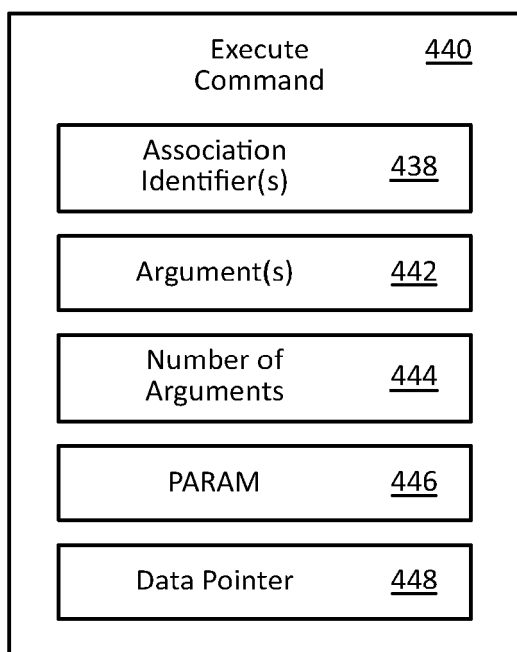 Execute 440
Command
Association
Identifier(s) 438
Argument(s) 442
Number of
Arguments 444
PARAM 446
Data Pointer 448